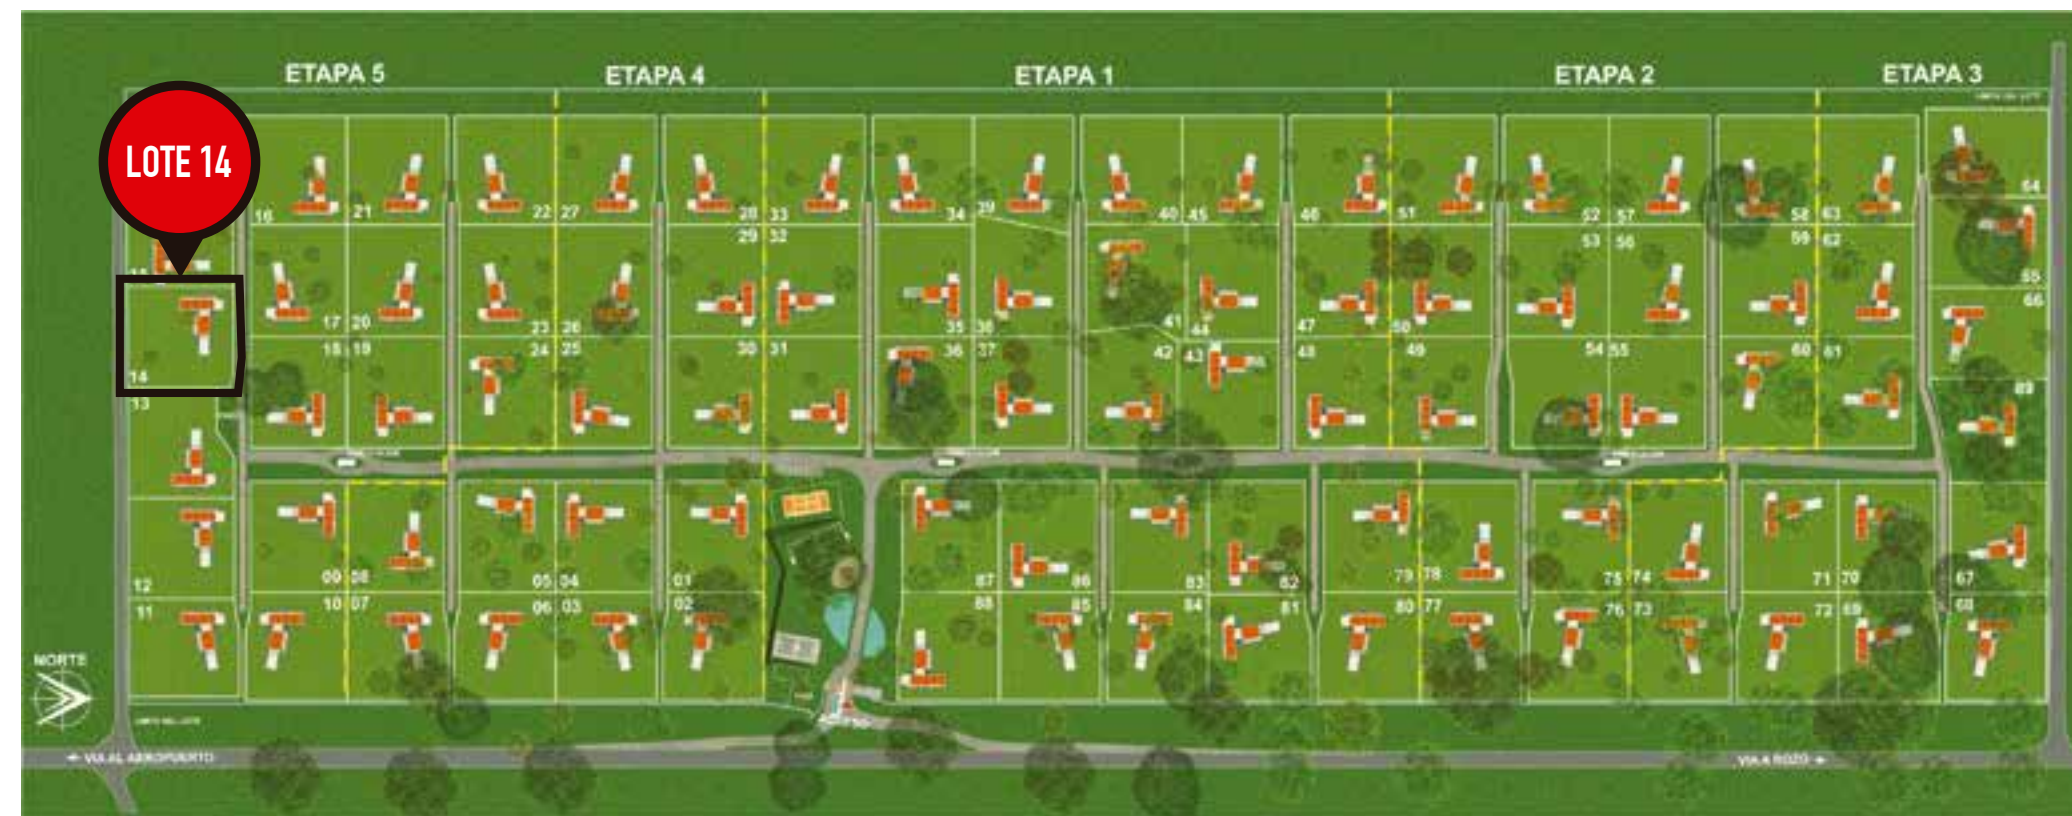 ETAPA 5
ETAPA 4
ETAPA 1
ETAPA 2
ETAPA 3
LOTE 14
16 21 22 27 28 33 34 39 40 45 46 51 52 57 58 63 64
29 32 53 56 59 62
15 65
17 20 23 26 35 38 41 44 47 50 66
18 19 24 25 30 31 36 37 42 43 48 49 54 55 60 61
14 89
13
12 09 08 05 04 01 87 86 83 82 79 78 75 74 71 70 67
11 10 07 06 03 02 88 85 84 81 80 77 76 73 72 69 68
NORTE
VIA AL AEROPUERTO
VIA A ROZO